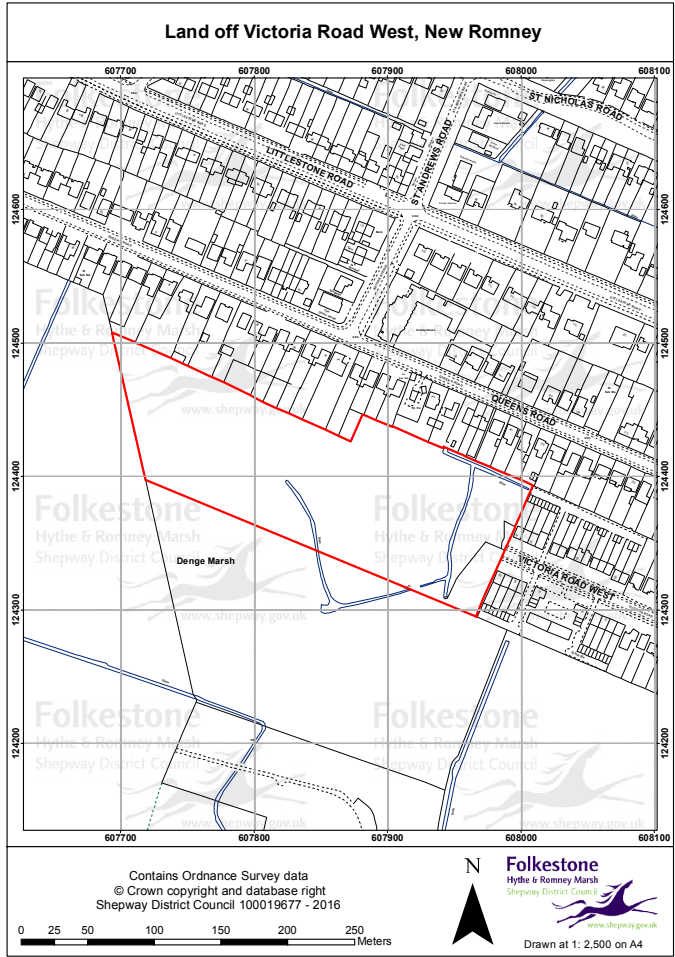 Land off Victoria Road West, New Romney
607700 607800 607900 608000 608100
ST NICHOLAS ROAD
LITTLESTONE ROAD
ST ANDREWS ROAD
124600 124600
124500 124500
QUEENS ROAD
124400 124400
Denge Marsh
VICTORIA ROAD WEST
124300 124300
124200 124200
Folkestone
Hythe & Romney Marsh
Shepway District Council
www.shepway.gov.uk
607700 607800 607900 608000 608100
Contains Ordnance Survey data
© Crown copyright and database right
Shepway District Council 100019677 - 2016
0 25 50 100 150 200 250
Meters
N
Folkestone
Hythe & Romney Marsh
Shepway District Council
www.shepway.gov.uk
Drawn at 1: 2,500 on A4